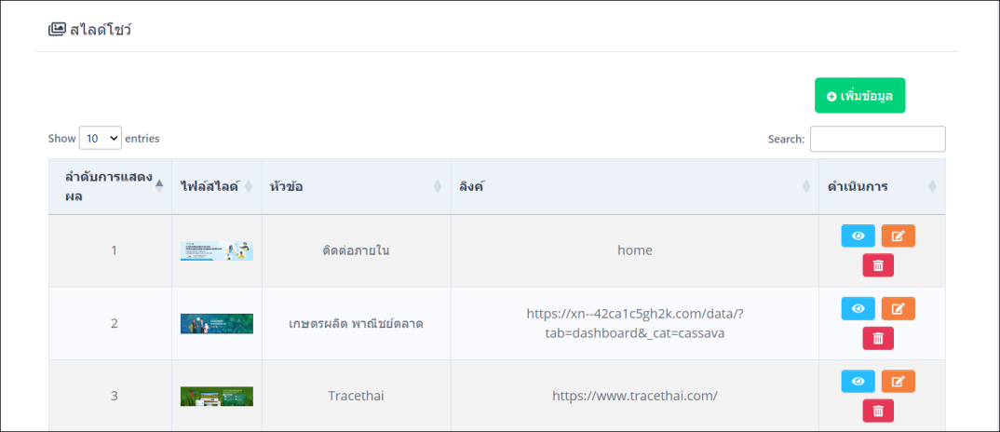 สไลด์โชว์
เพิ่มข้อมูล
Show 10 entries
Search:
ลำดับการแสดง
ผล
ไฟล์สไลด์
หัวข้อ
ลิงค์
ดำเนินการ
1
ติดต่อภายใน
home
2
เกษตรผลิต พาณิชย์ตลาด
https://xn--42ca1c5gh2k.com/data/?
tab=dashboard&_cat=cassava
3
Tracethai
https://www.tracethai.com/